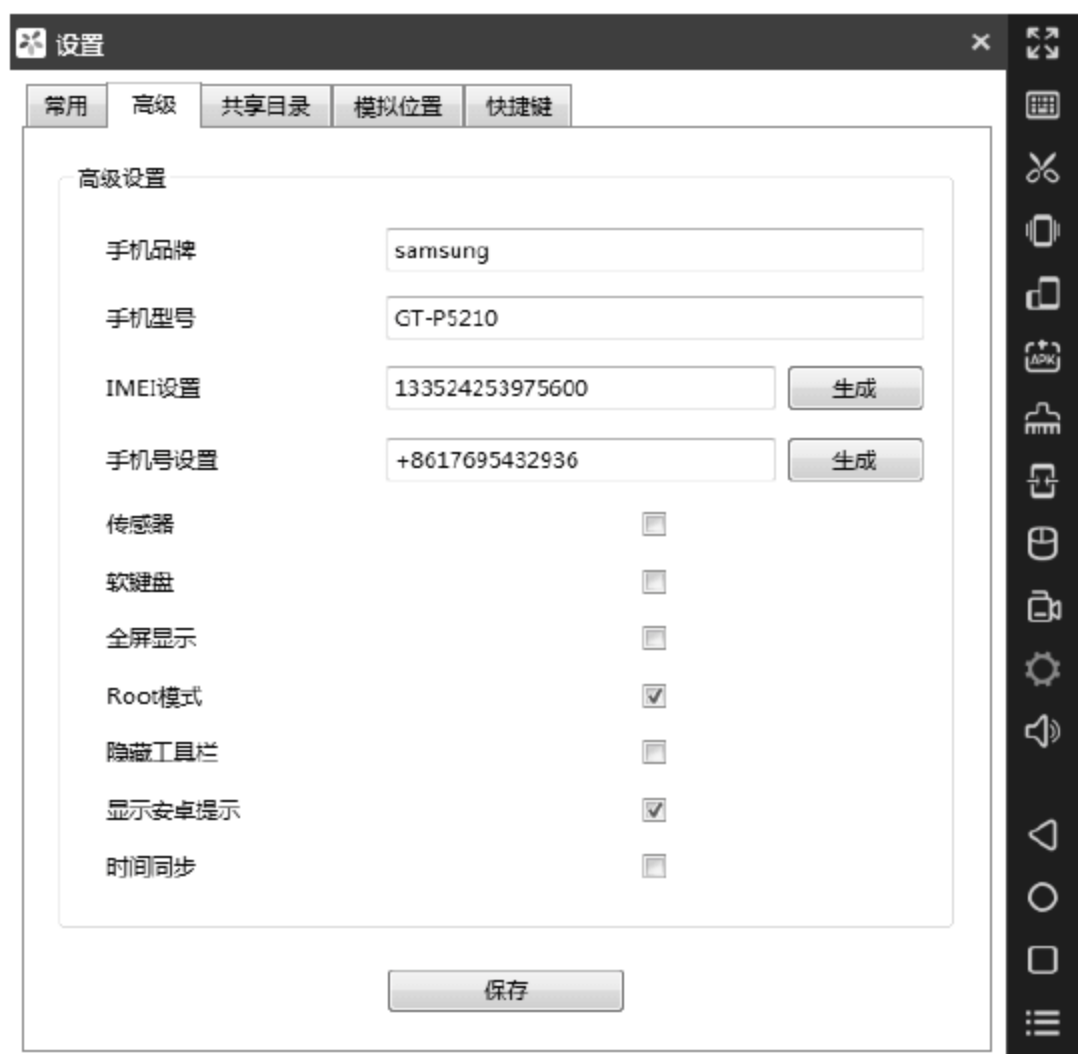 设置
常用 高级 共享目录 模拟位置 快捷键
高级设置
手机品牌 samsung
手机型号 GT-P5210
IMEI设置 133524253975600 生成
手机号设置 +8617695432936 生成
传感器
软键盘
全屏显示
Root模式
隐藏工具栏
显示安卓提示
时间同步
保存
APK